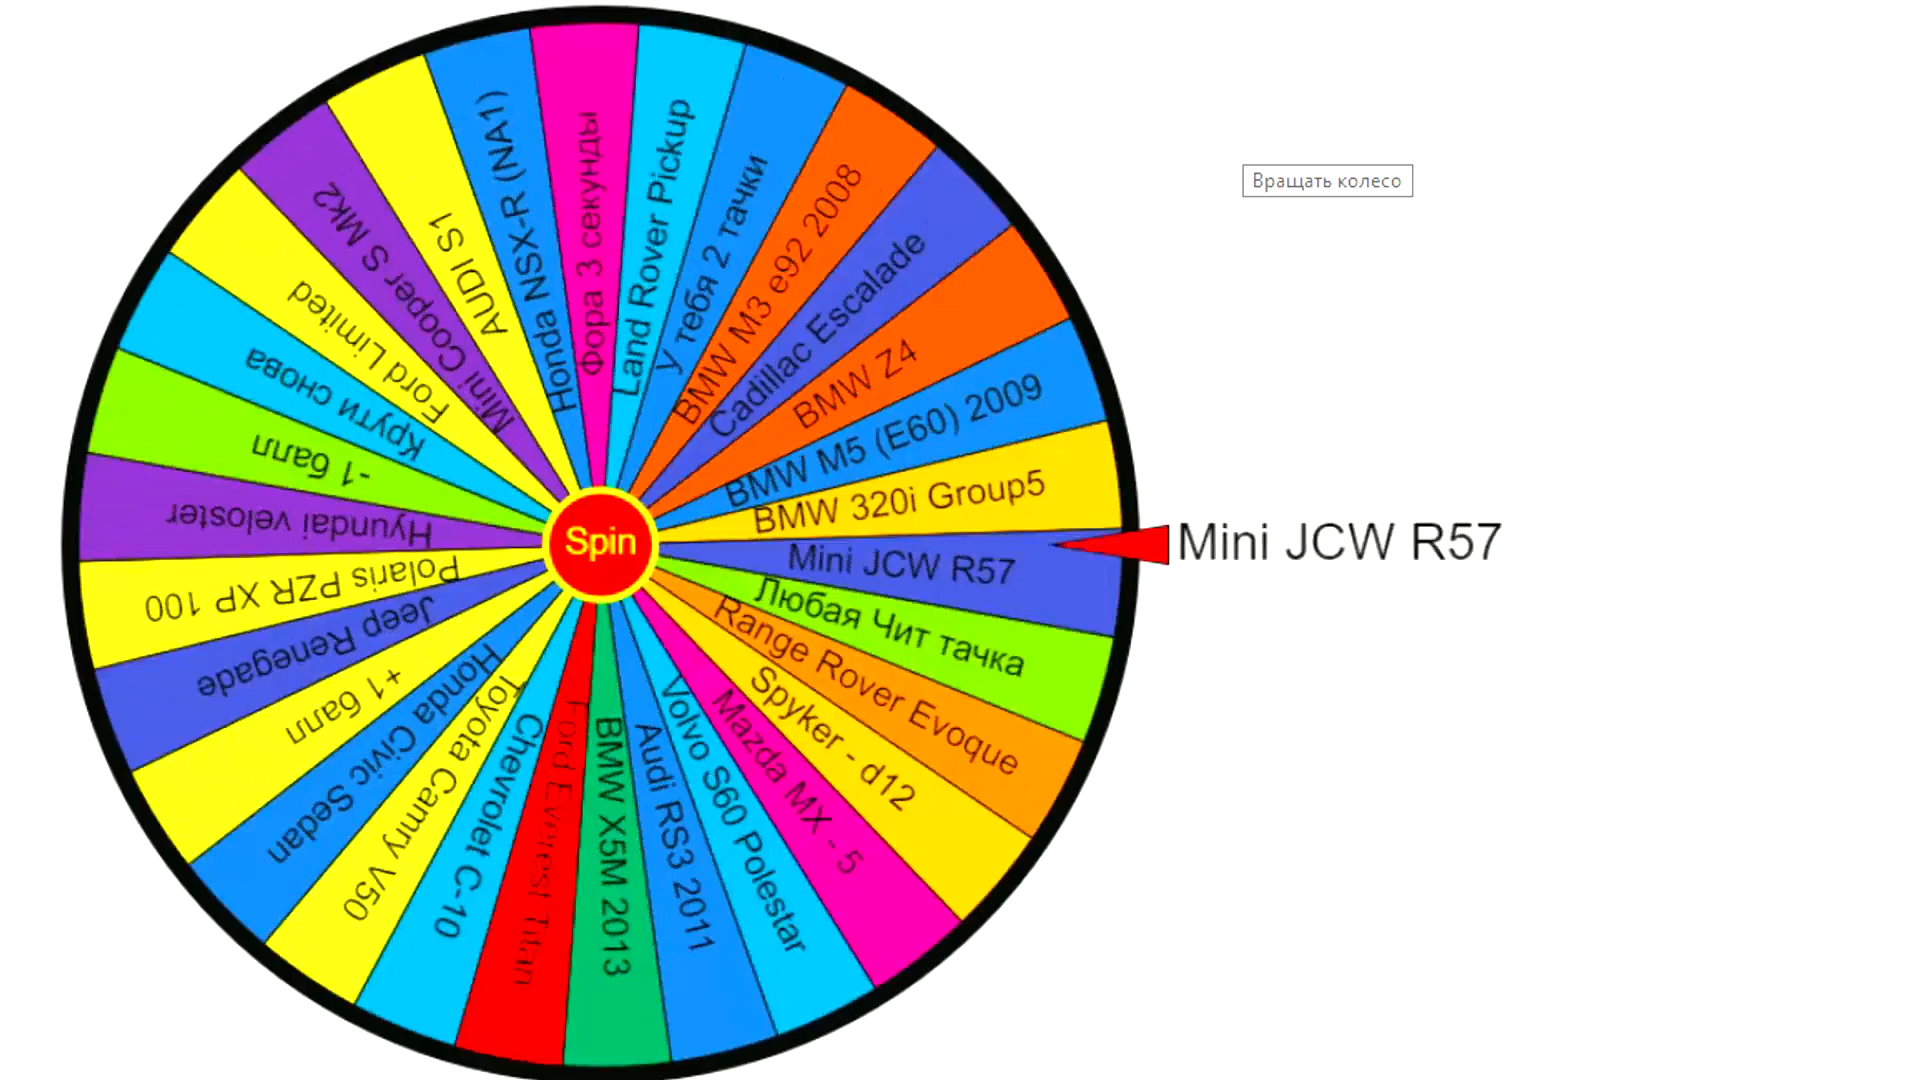 Фора 3 секунды
Land Rover Pickup
У тебя 2 тачки
BMW M3 e92 2008
Cadillac Escalade
BMW Z4
BMW M5 (E60) 2009
BMW 320i Group5
Mini JCW R57
Любая Чит тачка
Range Rover Evoque
Spyker - d12
Mazda MX - 5
Volvo S60 Polestar
Audi RS3 2011
BMW X5M 2013
Ford Everest Titan
Chevrolet C-10
Toyota Camry V50
Honda Civic Sedan
+1 балл
Jeep Renegade
Polaris PZR XP 100
Hyundai veloster
-1 балл
Крути снова
Ford Limited
Mini Cooper S Mk2
AUDI S1
Honda NSX-R (NA1)
Spin
Вращать колесо
Mini JCW R57